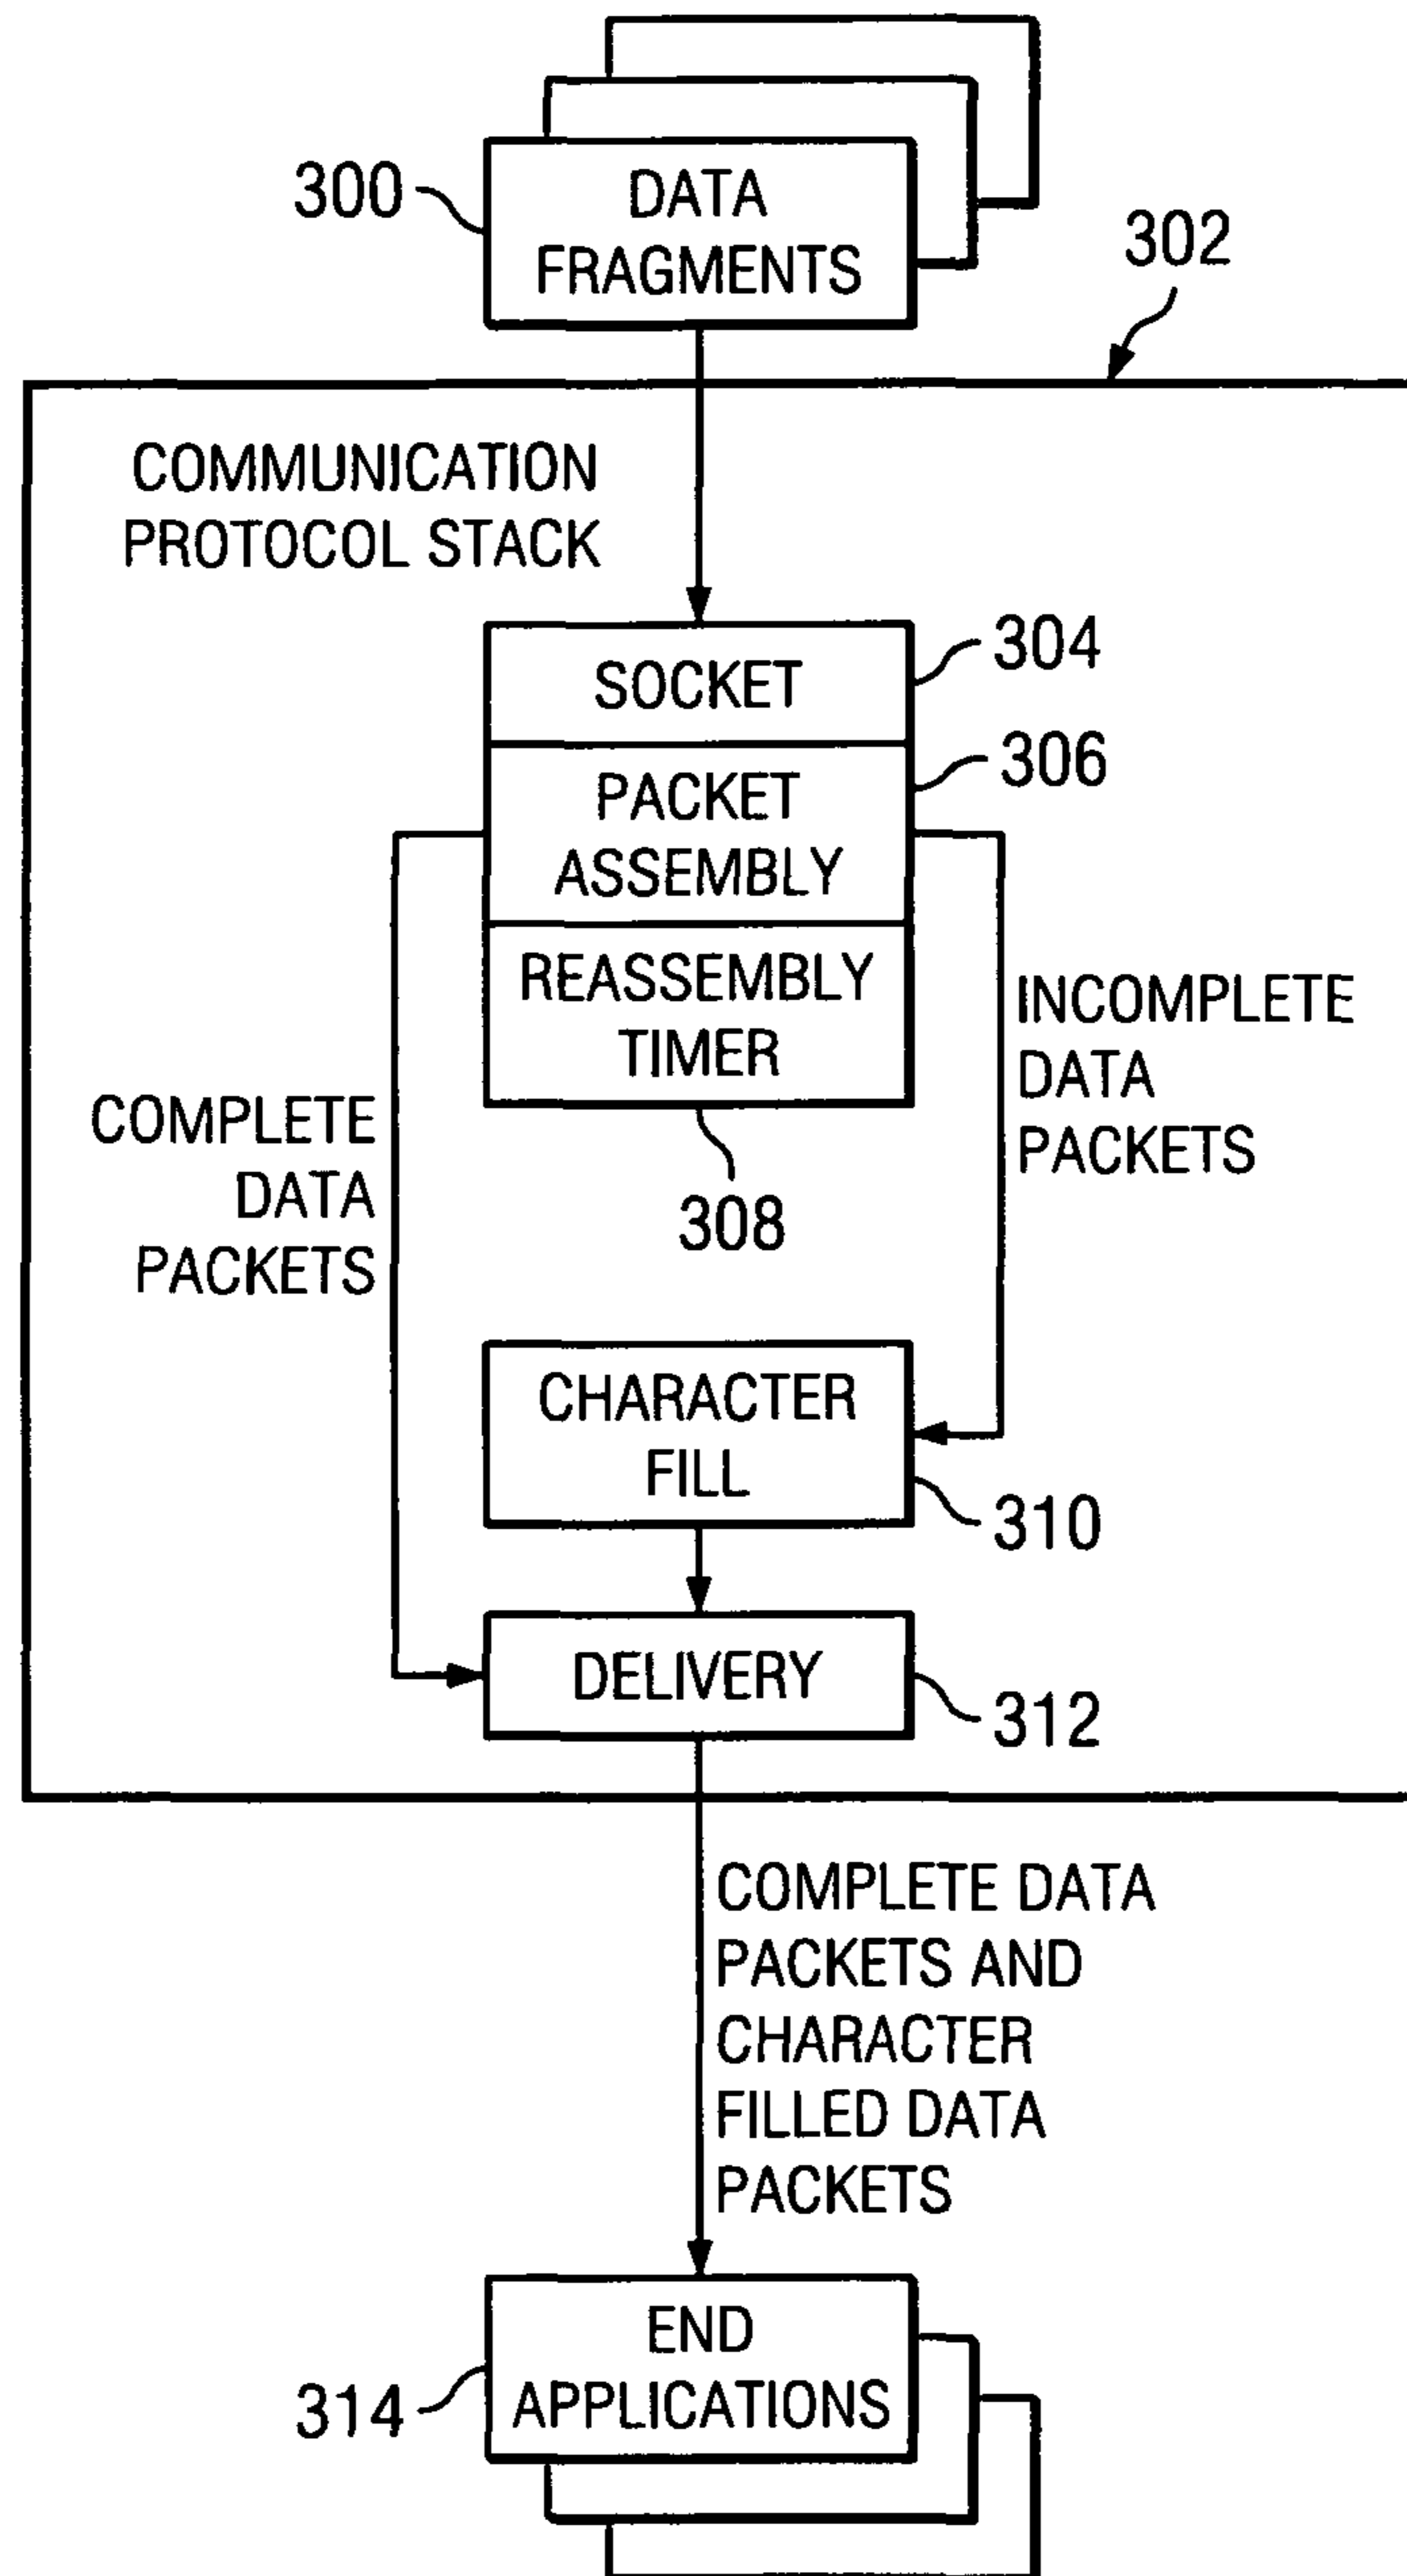 300
DATA
FRAGMENTS
302
COMMUNICATION
PROTOCOL STACK
SOCKET
304
PACKET
ASSEMBLY
306
REASSEMBLY
TIMER
308
COMPLETE
DATA
PACKETS
INCOMPLETE
DATA
PACKETS
CHARACTER
FILL
310
DELIVERY
312
COMPLETE DATA
PACKETS AND
CHARACTER
FILLED DATA
PACKETS
END
APPLICATIONS
314